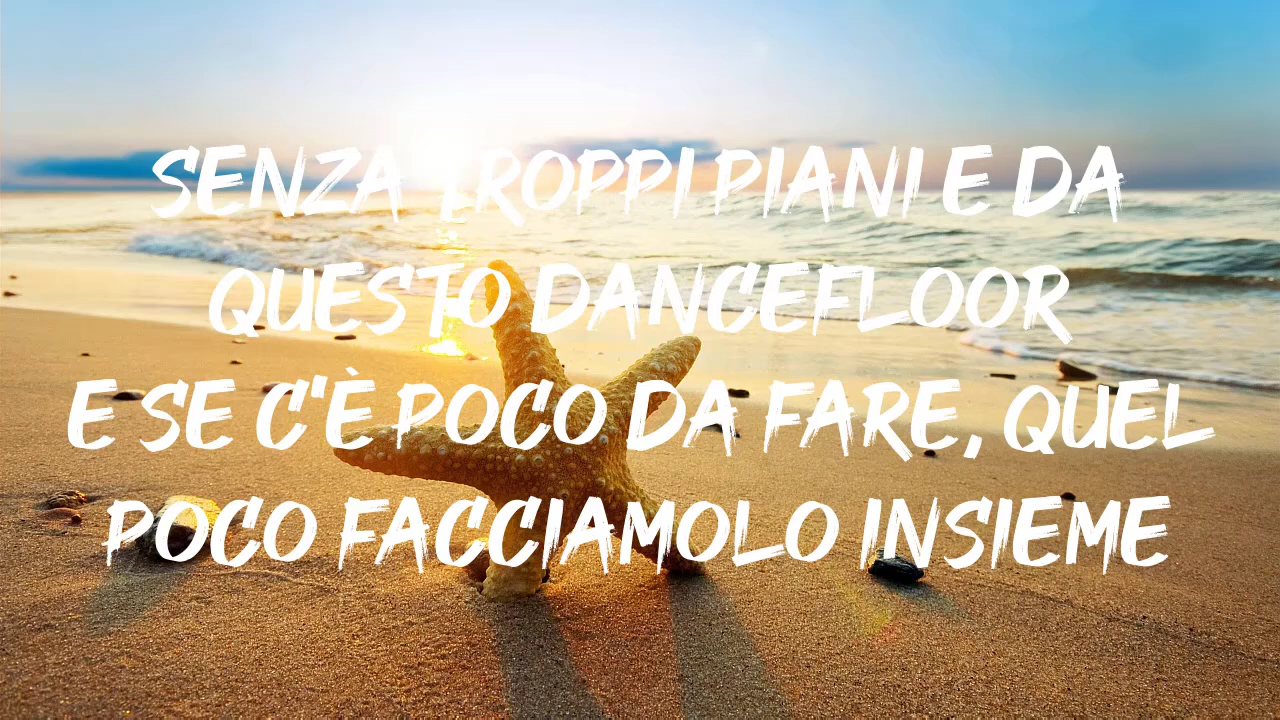 SENZA TROPPI PIANI E DA
QUESTO DANCEFLOOR
E SE C'È POCO DA FARE, QUEL
POCO FACCIAMOLO INSIEME